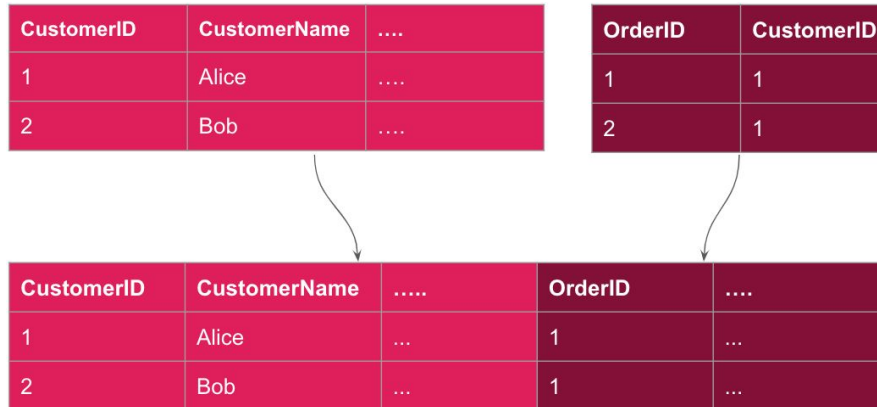 CustomerID CustomerName ....
1 Alice ....
2 Bob ....
OrderID CustomerID
1 1
2 1
CustomerID CustomerName ..... OrderID ....
1 Alice ... 1 ...
2 Bob ... 1 ...